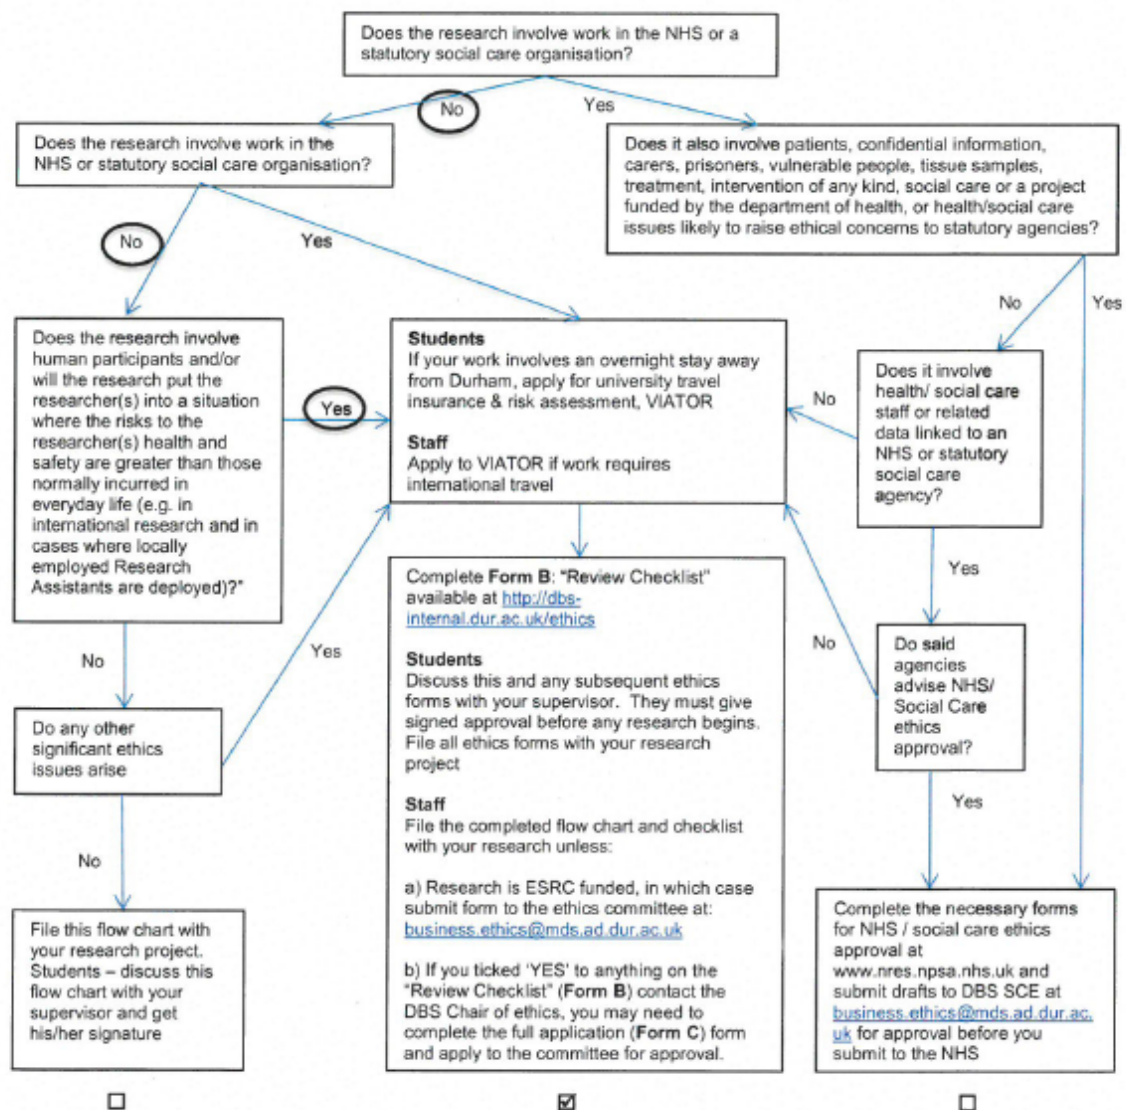 Does the research involve work in the NHS or a
statutory social care organisation?
No
Yes
Does the research involve work in the
NHS or statutory social care organisation?
Does it also involve patients, confidential information,
carers, prisoners, vulnerable people, tissue samples,
treatment, intervention of any kind, social care or a project
funded by the department of health, or health/social care
issues likely to raise ethical concerns to statutory agencies?
No
Yes
No
Yes
Does the research involve
human participants and/or
will the research put the
researcher(s) into a situation
where the risks to the
researcher(s) health and
safety are greater than those
normally incurred in
everyday life (e.g. in
international research and in
cases where locally
employed Research
Assistants are deployed)?"
Yes
Students
If your work involves an overnight stay away
from Durham, apply for university travel
insurance & risk assessment, VIATOR
Staff
Apply to VIATOR if work requires
international travel
No
Does it involve
health/ social care
staff or related
data linked to an
NHS or statutory
social care
agency?
No
Yes
Yes
No
Do any other
significant ethics
issues arise
Complete Form B: "Review Checklist"
available at http://dbs-
internal.dur.ac.uk/ethics
Students
Discuss this and any subsequent ethics
forms with your supervisor. They must give
signed approval before any research begins.
File all ethics forms with your research
project
Staff
File the completed flow chart and checklist
with your research unless:
a) Research is ESRC funded, in which case
submit form to the ethics committee at:
business.ethics@mds.ad.dur.ac.uk
b) If you ticked 'YES' to anything on the
"Review Checklist" (Form B) contact the
DBS Chair of ethics, you may need to
complete the full application (Form C) form
and apply to the committee for approval.
Do said
agencies
advise NHS/
Social Care
ethics
approval?
Yes
No
File this flow chart with
your research project.
Students – discuss this
flow chart with your
supervisor and get
his/her signature
Complete the necessary forms
for NHS / social care ethics
approval at
www.nres.npsa.nhs.uk and
submit drafts to DBS SCE at
business.ethics@mds.ad.dur.ac.
uk for approval before you
submit to the NHS